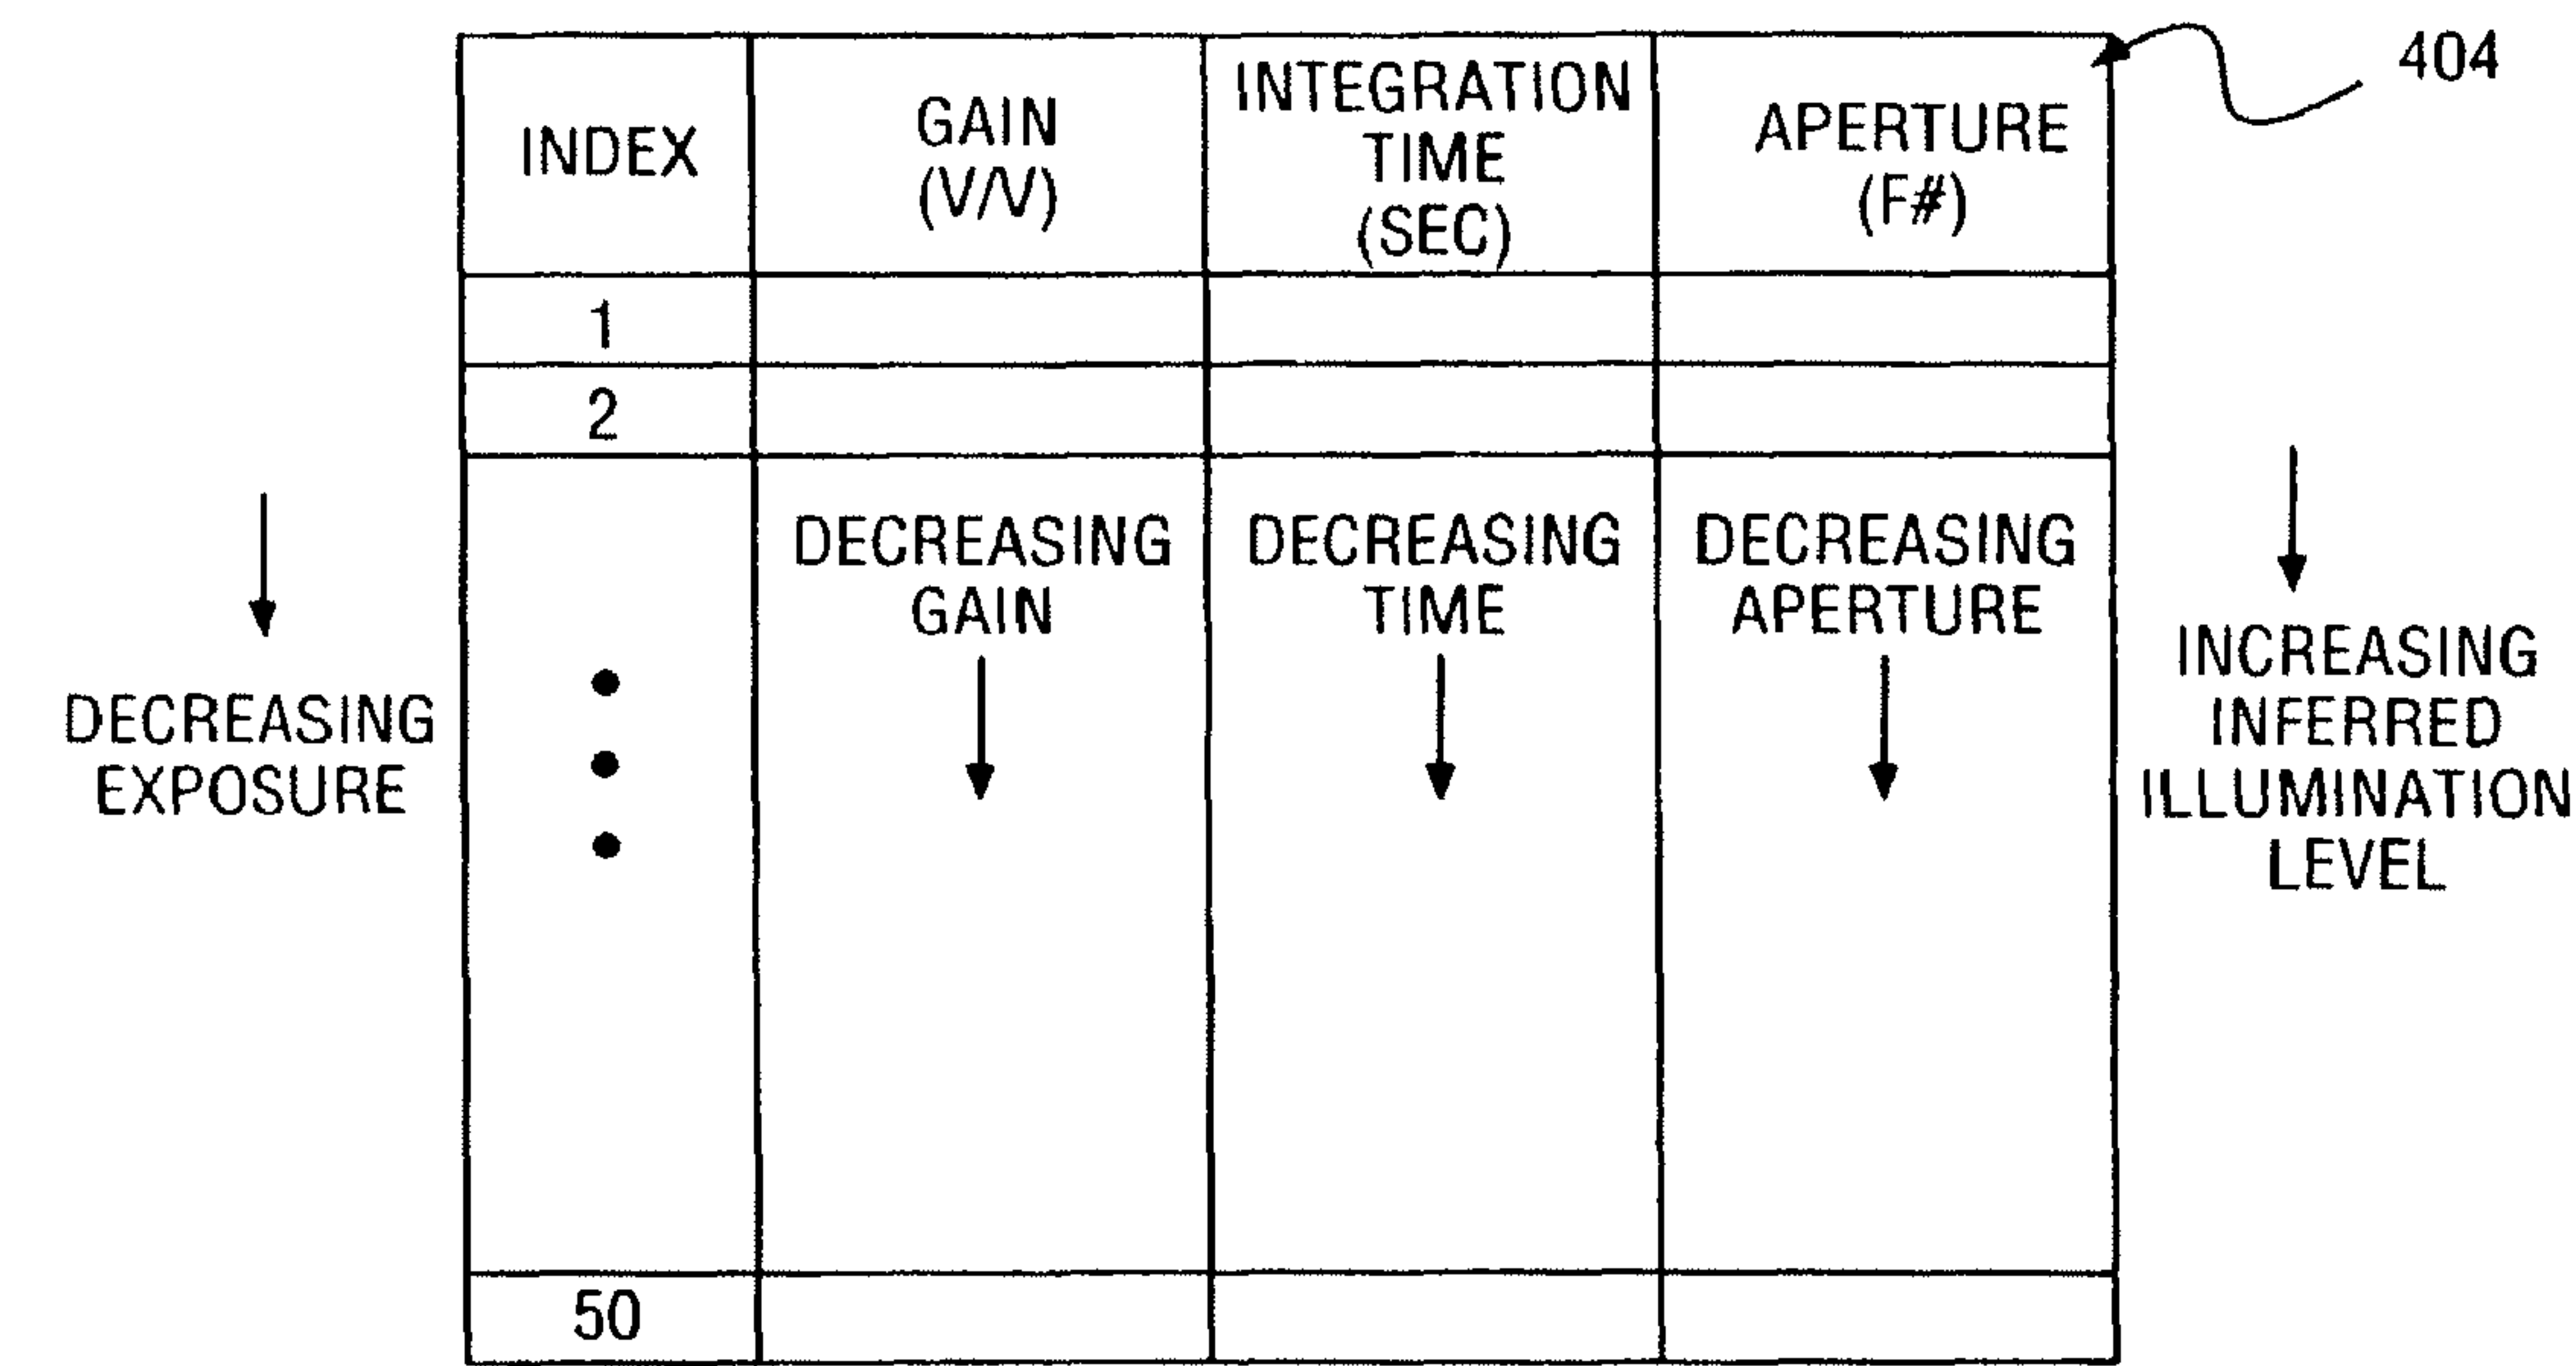 404
INDEX
GAIN
(V/V)
INTEGRATION
TIME
(SEC)
APERTURE
(F#)
1
2
DECREASING
EXPOSURE
DECREASING
GAIN
DECREASING
TIME
DECREASING
APERTURE
INCREASING
INFERRED
ILLUMINATION
LEVEL
50